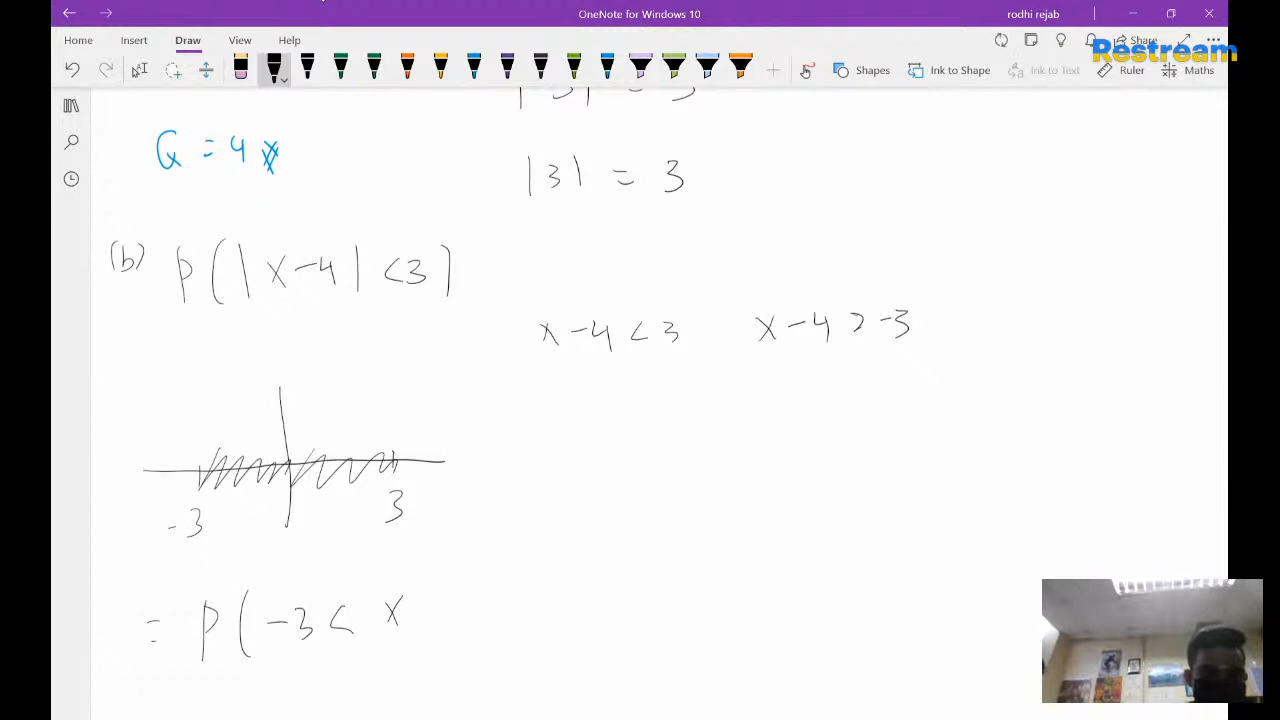 OneNote for Windows 10
rodhi rejab
Home Insert Draw View Help
Share
Restream
Shapes Ink to Shape Ink to Text Ruler Maths
|3| = 3
(b) P(|X-4| <3)
x -4 < 3 x -4 > -3
-3 3
= P( -3 < X